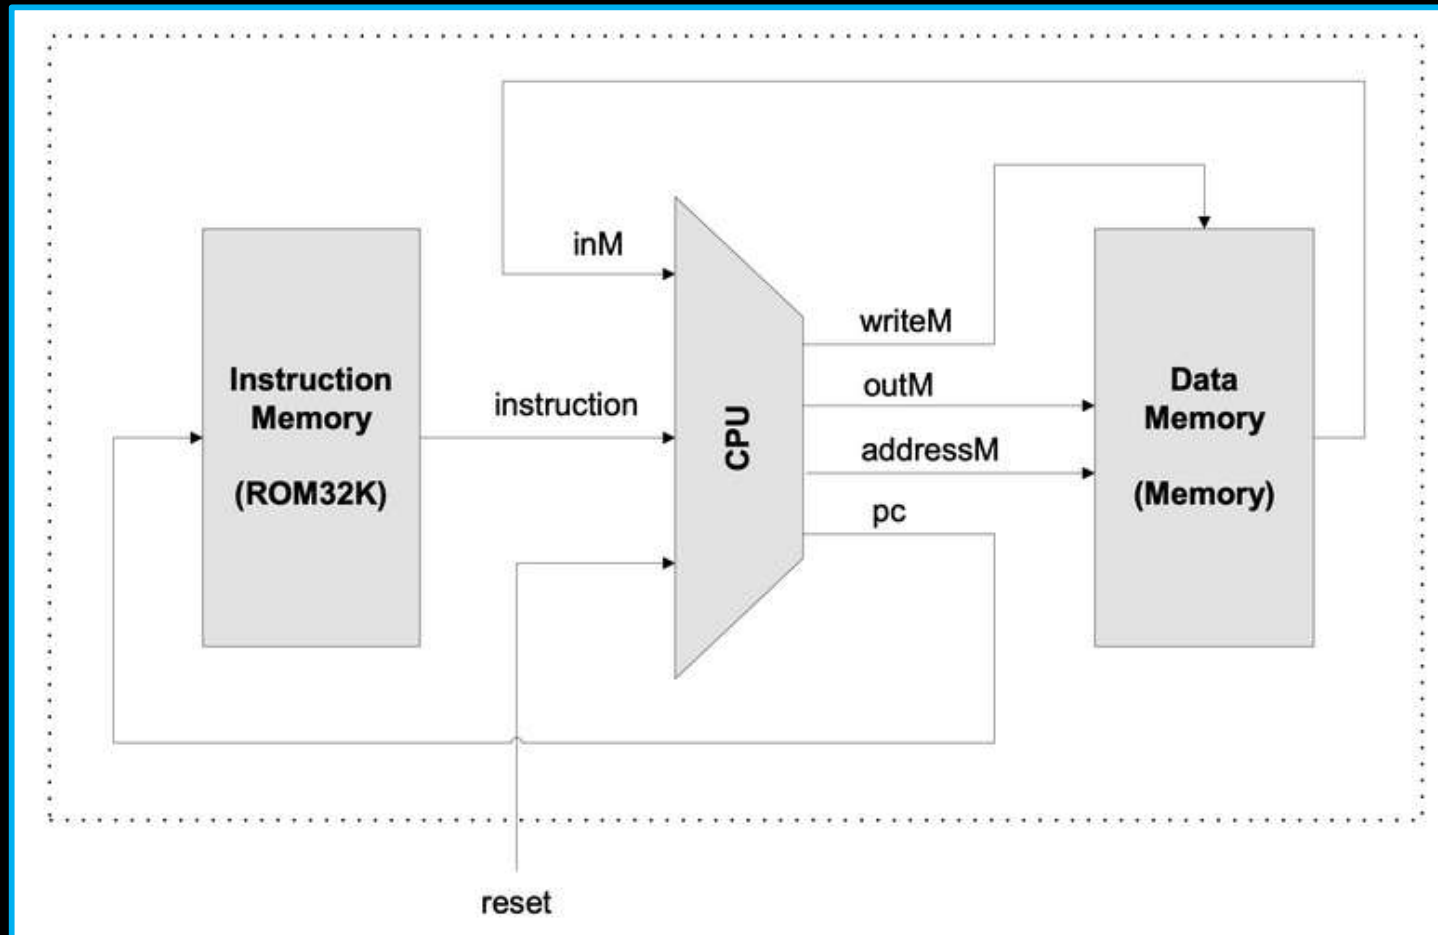 inM
writeM
Instruction
Memory
(ROM32K)
instruction
CPU
outM
addressM
pc
Data
Memory
(Memory)
reset